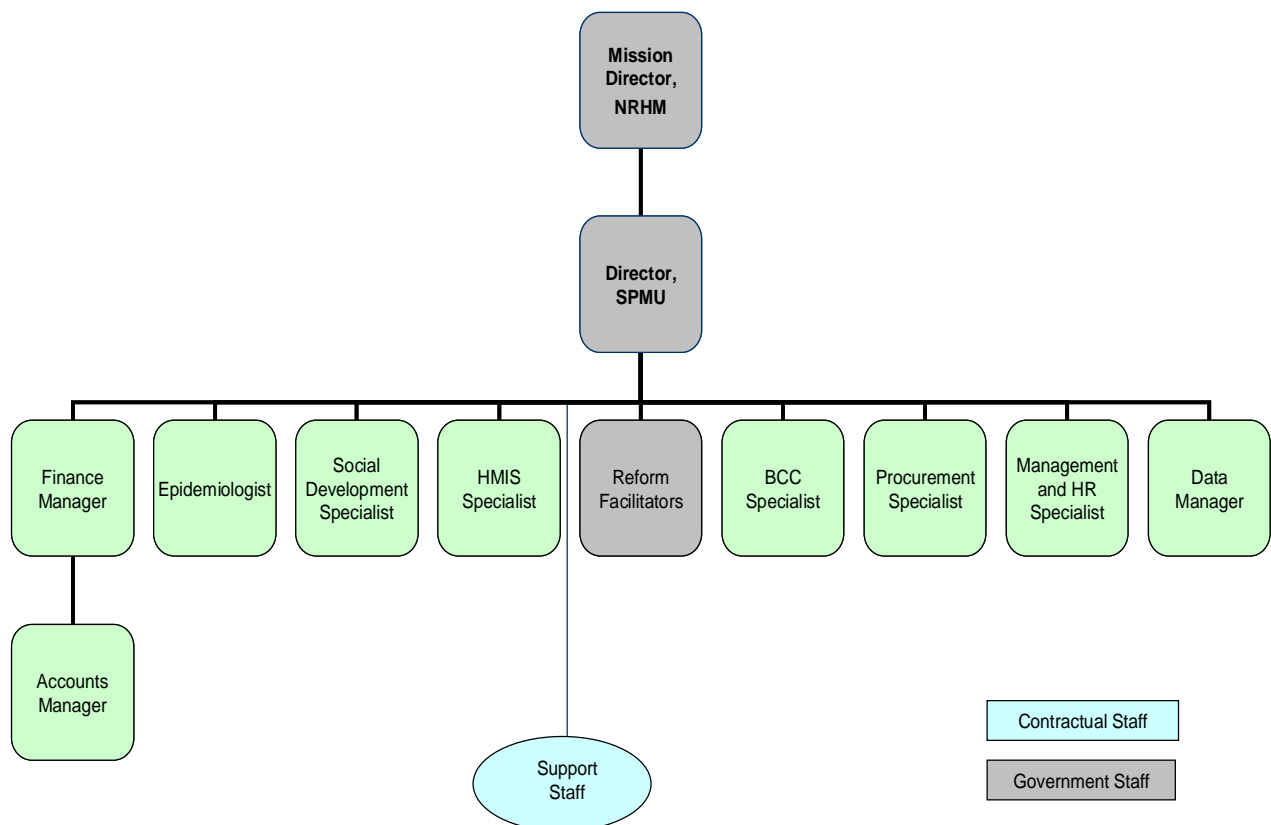 Mission
Director,
NRHM
Director,
SPMU
Finance
Manager
Epidemiologist
Social
Development
Specialist
HMIS
Specialist
Reform
Facilitators
BCC
Specialist
Procurement
Specialist
Management
and HR
Specialist
Data
Manager
Accounts
Manager
Support
Staff
Contractual Staff
Government Staff